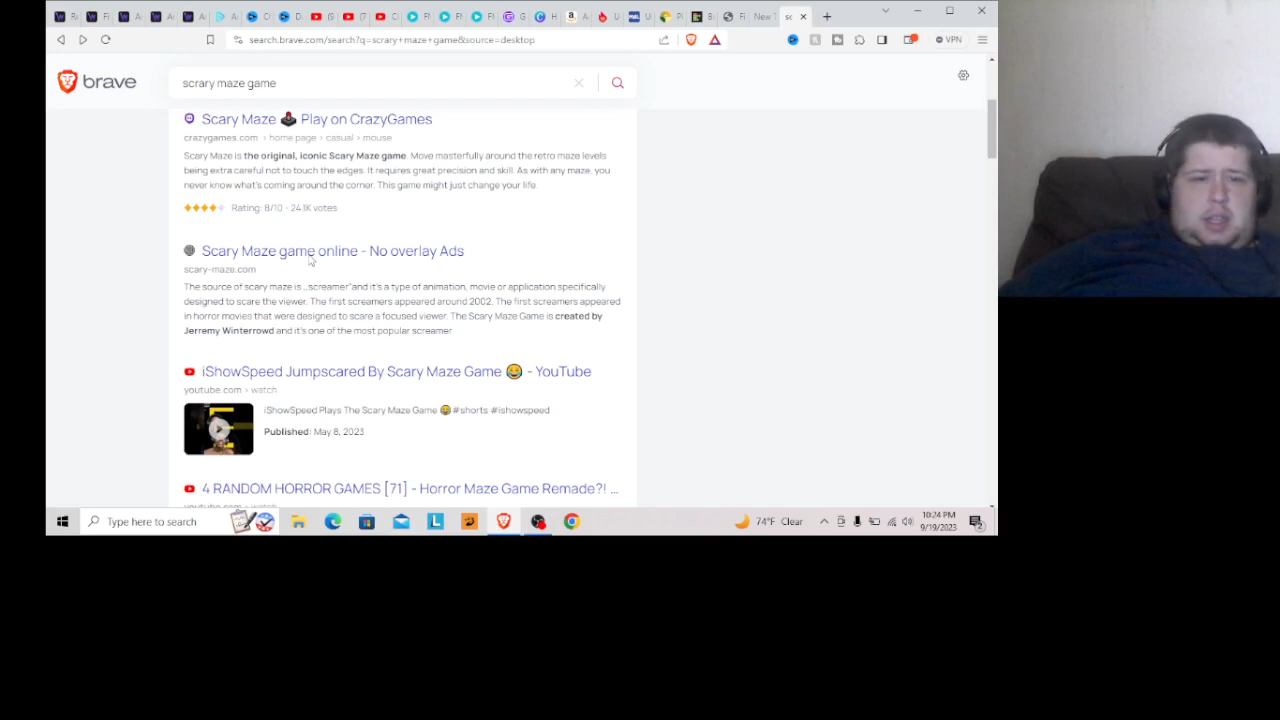 search.brave.com/search?q=scrary+maze+game&source=desktop
VPN
brave
scrary maze game
Scary Maze 🕹️ Play on CrazyGames
crazygames.com › home page › casual › mouse
Scary Maze is the original, iconic Scary Maze game. Move masterfully around the retro maze levels
being extra careful not to touch the edges. It requires great precision and skill. As with any maze, you
never know what's coming around the corner. This game might just change your life.
Rating: 8/10 · 24.1K votes
Scary Maze game online - No overlay Ads
scary-maze.com
The source of scary maze is „screamer"and it's a type of animation, movie or application specifically
designed to scare the viewer. The first screamers appeared around 2002. The first screamers appeared
in horror movies that were designed to scare a focused viewer. The Scary Maze Game is created by
Jerremy Winterrowd and it's one of the most popular screamer.
iShowSpeed Jumpscared By Scary Maze Game 😂 - YouTube
youtube.com › watch
iShowSpeed Plays The Scary Maze Game 😂#shorts #ishowspeed
Published: May 8, 2023
4 RANDOM HORROR GAMES [71] - Horror Maze Game Remade?! ...
Type here to search
74°F Clear
10:24 PM
9/19/2023